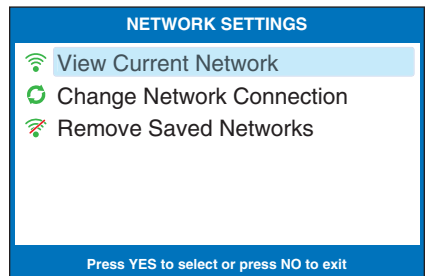 NETWORK SETTINGS
View Current Network
Change Network Connection
Remove Saved Networks
Press YES to select or press NO to exit